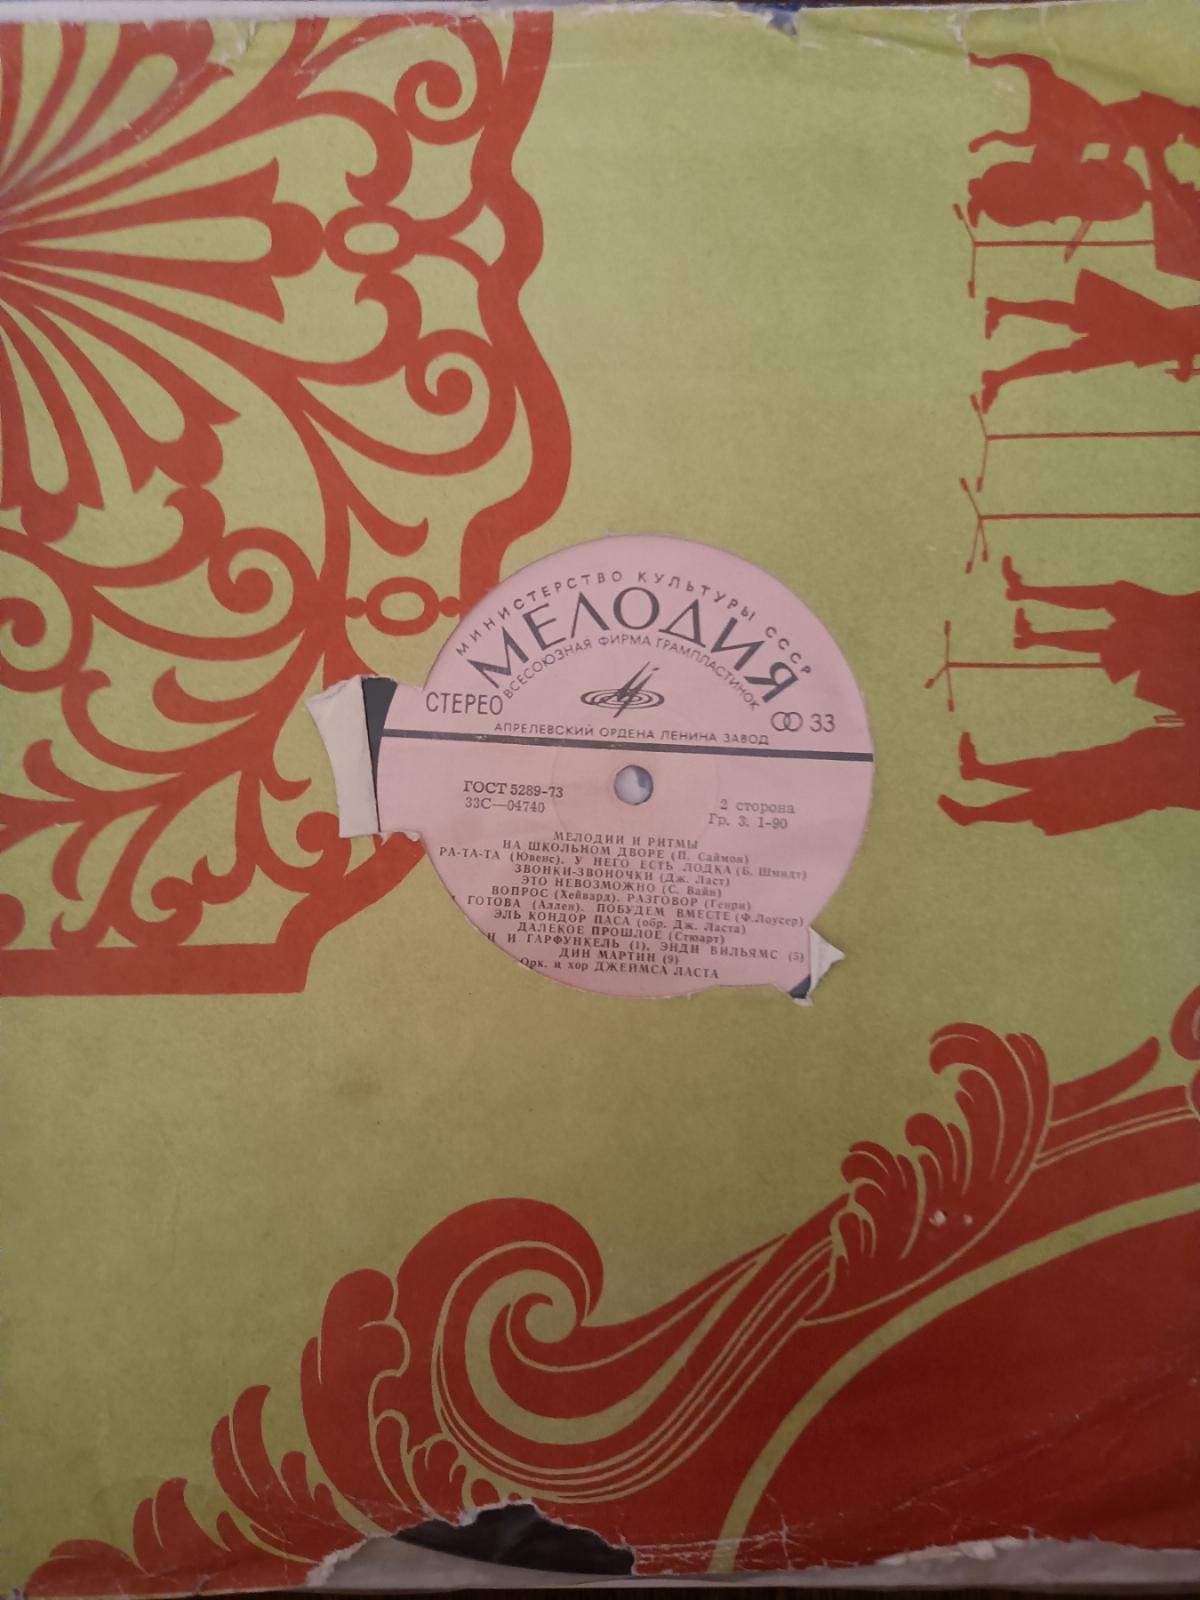 МИНИСТЕРСТВО КУЛЬТУРЫ СССР
МЕЛОДИЯ
ВСЕСОЮЗНАЯ ФИРМА ГРАМПЛАСТИНОК
СТЕРЕО
33
АПРЕЛЕВСКИЙ ОРДЕНА ЛЕНИНА ЗАВОД
ГОСТ 5289-73
33С—04740
2 сторона
Гр. 3. 1-90
МЕЛОДИИ И РИТМЫ
НА ШКОЛЬНОМ ДВОРЕ (П. Саймон)
РА-ТА-ТА (Ювенс). У НЕГО ЕСТЬ ЛОДКА (Б. Шмидт)
ЗВОНКИ-ЗВОНОЧКИ (Дж. Ласт)
ЭТО НЕВОЗМОЖНО (С. Вайн)
ВОПРОС (Хейвард). РАЗГОВОР (Генри)
ГОТОВА (Аллен). ПОБУДЕМ ВМЕСТЕ (Ф.Лоусер)
ЭЛЬ КОНДОР ПАСА (обр. Дж. Ласта)
ДАЛЕКОЕ ПРОШЛОЕ (Стюарт)
Н И ГАРФУНКЕЛЬ (1), ЭНДИ ВИЛЬЯМС (5)
ДИН МАРТИН (9)
Орк. и хор ДЖЕЙМСА ЛАСТА